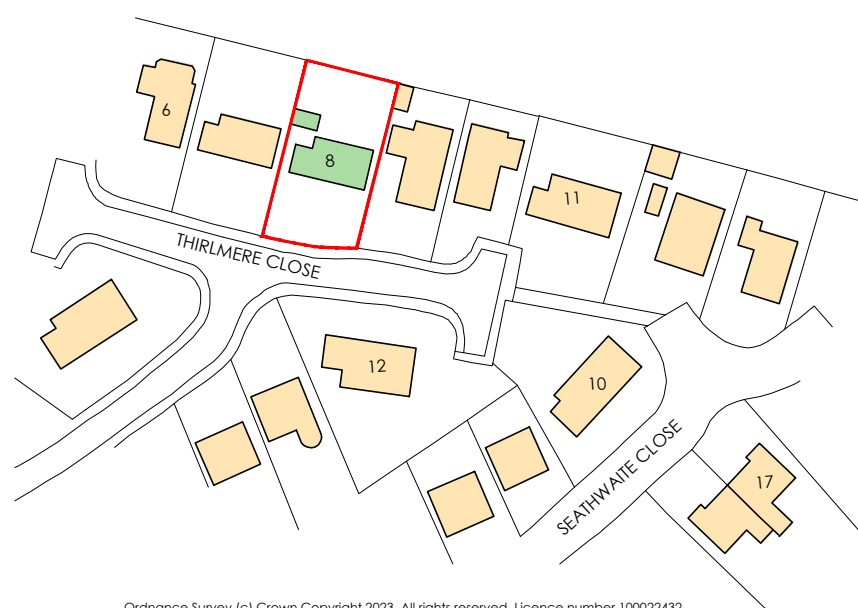 6
8
11
THIRLMERE CLOSE
12
10
SEATHWAITE CLOSE
17
Ordnance Survey (c) Crown Copyright 2023. All rights reserved. Licence number 100022432